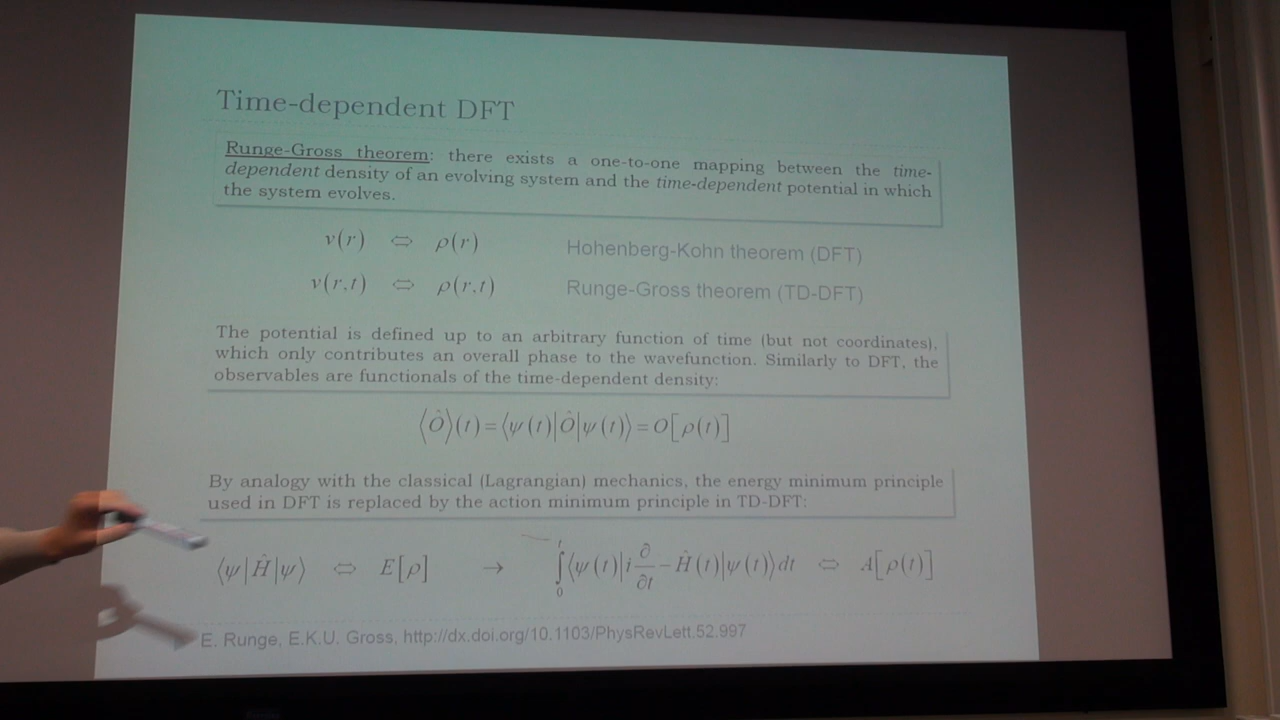 Time-dependent DFT
Runge-Gross theorem: there exists a one-to-one mapping between the time-
dependent density of an evolving system and the time-dependent potential in which
the system evolves.
v(r) ⇔ ρ(r) Hohenberg-Kohn theorem (DFT)
v(r,t) ⇔ ρ(r,t) Runge-Gross theorem (TD-DFT)
The potential is defined up to an arbitrary function of time (but not coordinates),
which only contributes an overall phase to the wavefunction. Similarly to DFT, the
observables are functionals of the time-dependent density:
⟨Ô⟩(t) = ⟨ψ(t)|Ô|ψ(t)⟩ = O[ρ(t)]
By analogy with the classical (Lagrangian) mechanics, the energy minimum principle
used in DFT is replaced by the action minimum principle in TD-DFT:
⟨ψ|Ĥ|ψ⟩ ⇔ E[ρ] → ∫₀ᵗ⟨ψ(t)|i ∂/∂t − Ĥ(t)|ψ(t)⟩dt ⇔ A[ρ(t)]
E. Runge, E.K.U. Gross, http://dx.doi.org/10.1103/PhysRevLett.52.997